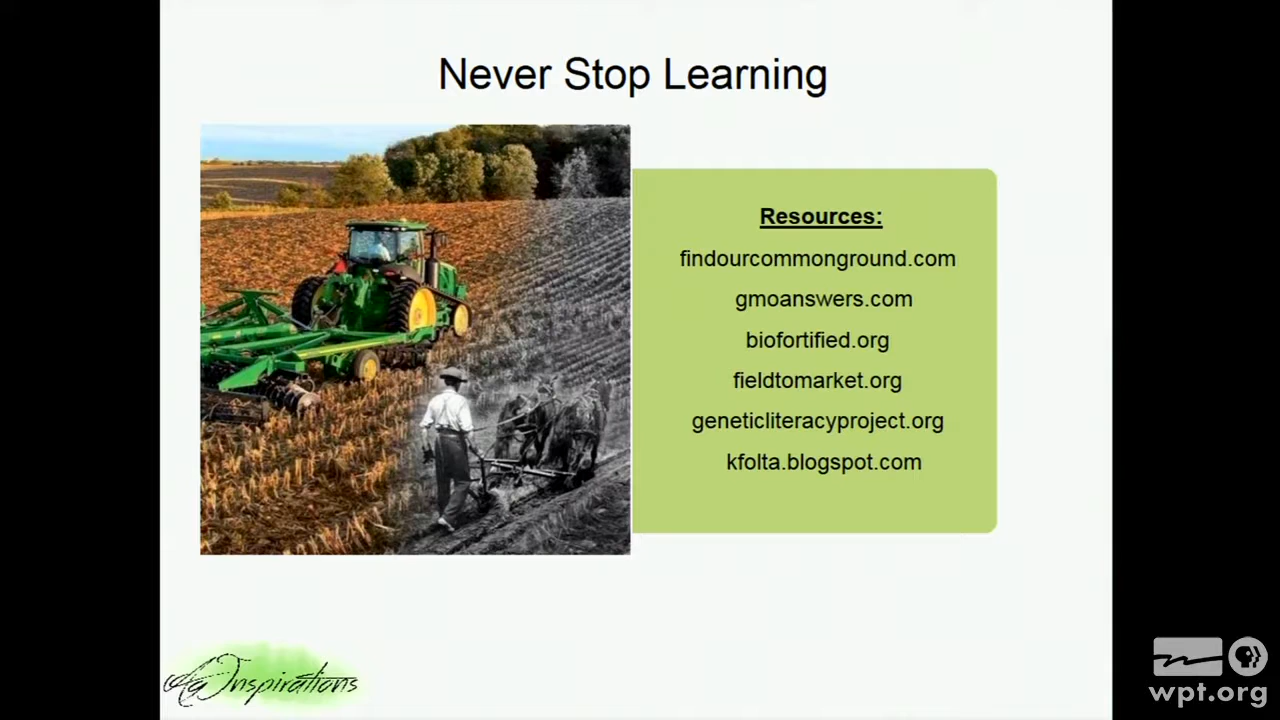 Never Stop Learning
Resources:
findourcommonground.com
gmoanswers.com
biofortified.org
fieldtomarket.org
geneticliteracyproject.org
kfolta.blogspot.com
Inspirations
wpt.org